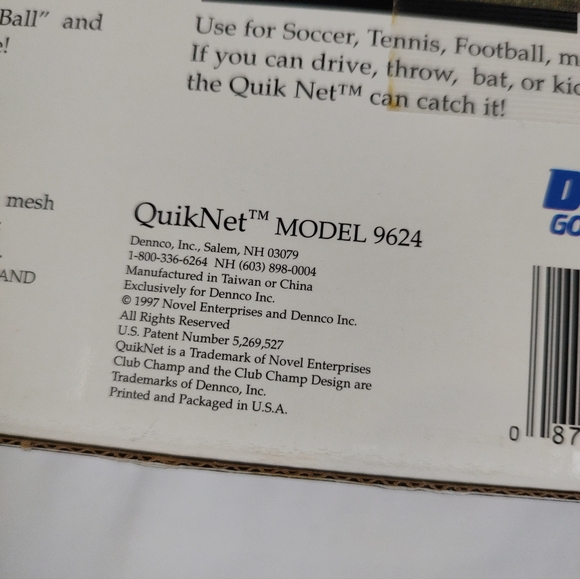 Ball" and
e!
Use for Soccer, Tennis, Football, m
If you can drive, throw, bat, or kic
the Quik Net™ can catch it!
mesh
AND
QuikNet™ MODEL 9624
Dennco, Inc., Salem, NH 03079
1-800-336-6264 NH (603) 898-0004
Manufactured in Taiwan or China
Exclusively for Dennco Inc.
© 1997 Novel Enterprises and Dennco Inc.
All Rights Reserved
U.S. Patent Number 5,269,527
QuikNet is a Trademark of Novel Enterprises
Club Champ and the Club Champ Design are
Trademarks of Dennco, Inc.
Printed and Packaged in U.S.A.
D
GO
0 87